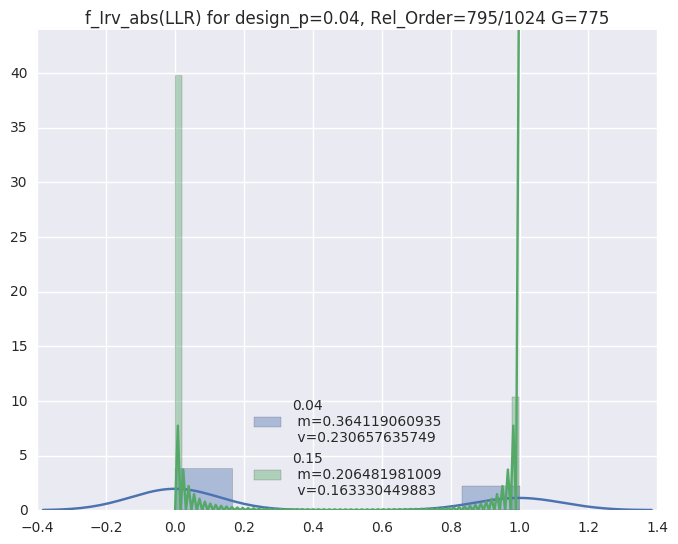 f_Irv_abs(LLR) for design_p=0.04, Rel_Order=795/1024 G=775
40
35
30
25
20
15
10
5
0
0.04
m=0.364119060935
v=0.230657635749
0.15
m=0.206481981009
v=0.163330449883
−0.4 −0.2 0.0 0.2 0.4 0.6 0.8 1.0 1.2 1.4